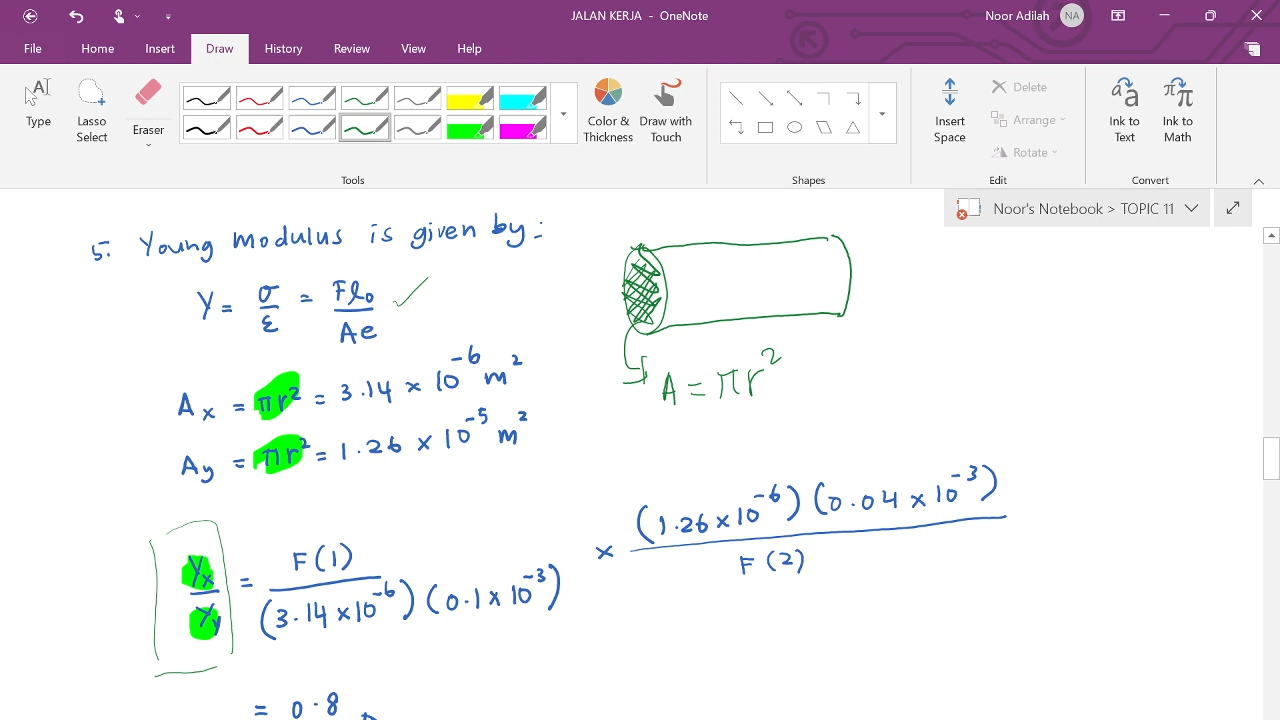 JALAN KERJA - OneNote
Noor Adilah NA
File Home Insert Draw History Review View Help
Type
Lasso Select
Eraser
Color & Thickness
Draw with Touch
Insert Space
Delete
Arrange
Rotate
Ink to Text
Ink to Math
Tools Shapes Edit Convert
Noor's Notebook > TOPIC 11
5. Young modulus is given by:
Y = σ/ε = Fl₀/Ae ✓
A = πr²
Aₓ = πr² = 3.14 × 10⁻⁶ m²
Aᵧ = πr² = 1.26 × 10⁻⁵ m²
Yₓ/Yᵧ = F(1)/(3.14×10⁻⁶)(0.1×10⁻³) × (1.26×10⁻⁶)(0.04×10⁻³)/F(2)
= 0.8